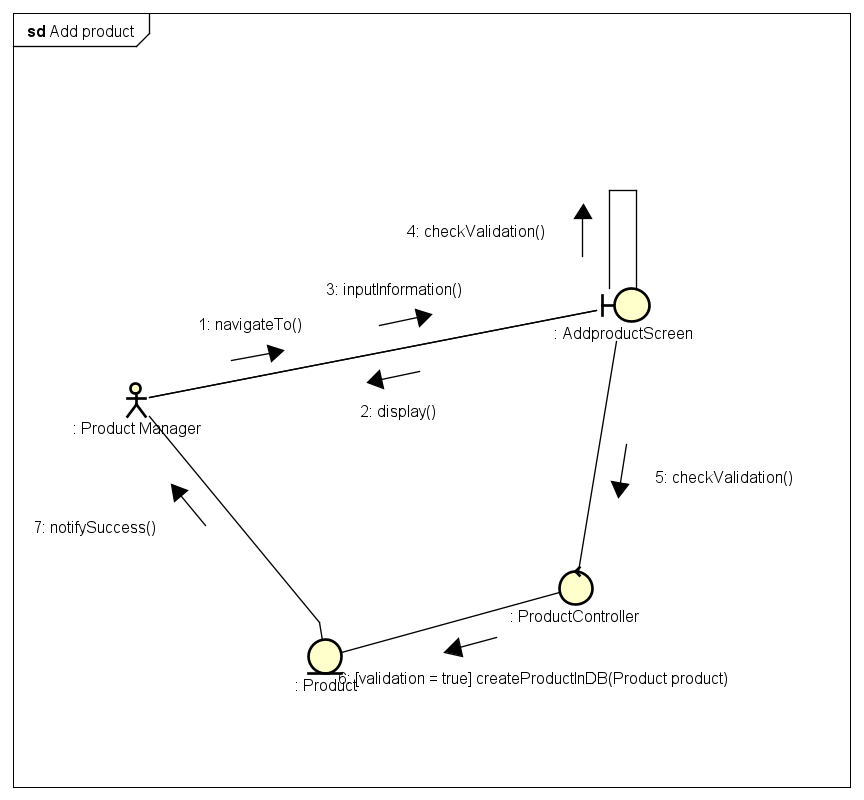 sd Add product
4: checkValidation()
3: inputInformation()
1: navigateTo()
: AddproductScreen
2: display()
: Product Manager
5: checkValidation()
7: notifySuccess()
: ProductController
6: [validation = true] createProductInDB(Product product)
: Product